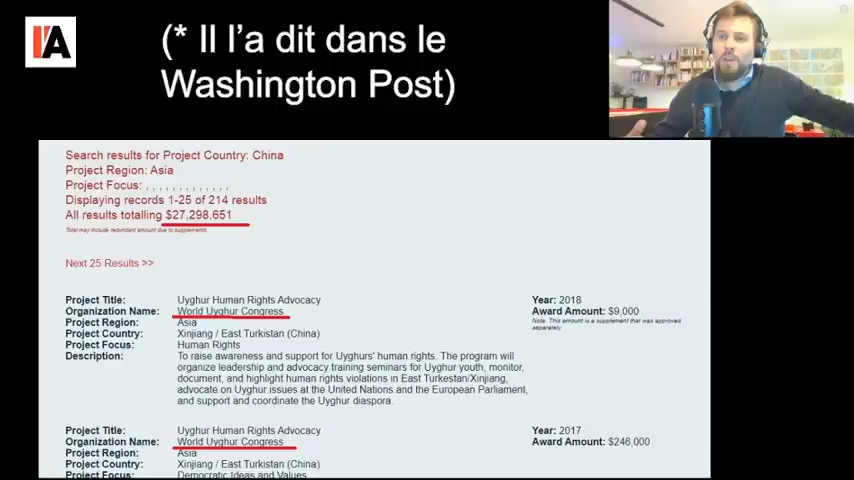 I'A
(* Il l'a dit dans le
Washington Post)
Search results for Project Country: China
Project Region: Asia
Project Focus: , , , , , , , , , , , , ,
Displaying records 1-25 of 214 results
All results totalling $27,298,651
Total may include redundant amount due to supplements.
Next 25 Results >>
Project Title: Uyghur Human Rights Advocacy Year: 2018
Organization Name: World Uyghur Congress Award Amount: $9,000
Project Region: Asia Note: This amount is a supplement that was approved
separately.
Project Country: Xinjiang / East Turkistan (China)
Project Focus: Human Rights
Description: To raise awareness and support for Uyghurs' human rights. The program will
organize leadership and advocacy training seminars for Uyghur youth, monitor,
document, and highlight human rights violations in East Turkestan/Xinjiang,
advocate on Uyghur issues at the United Nations and the European Parliament,
and support and coordinate the Uyghur diaspora.
Project Title: Uyghur Human Rights Advocacy Year: 2017
Organization Name: World Uyghur Congress Award Amount: $246,000
Project Region: Asia
Project Country: Xinjiang / East Turkistan (China)
Project Focus: Democratic Ideas and Values